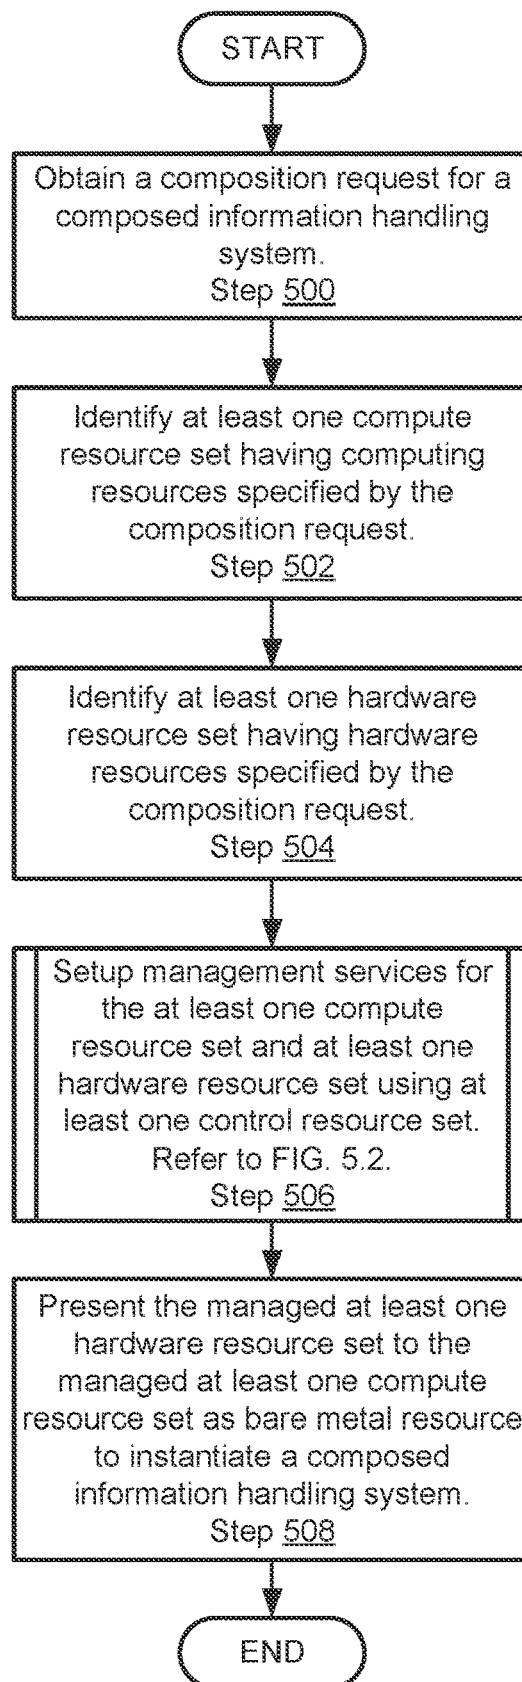 START
Obtain a composition request for a
composed information handling
system.
Step 500
Identify at least one compute
resource set having computing
resources specified by the
composition request.
Step 502
Identify at least one hardware
resource set having hardware
resources specified by the
composition request.
Step 504
Setup management services for
the at least one compute
resource set and at least one
hardware resource set using at
least one control resource set.
Refer to FIG. 5.2.
Step 506
Present the managed at least one
hardware resource set to the
managed at least one compute
resource set as bare metal resource
to instantiate a composed
information handling system.
Step 508
END